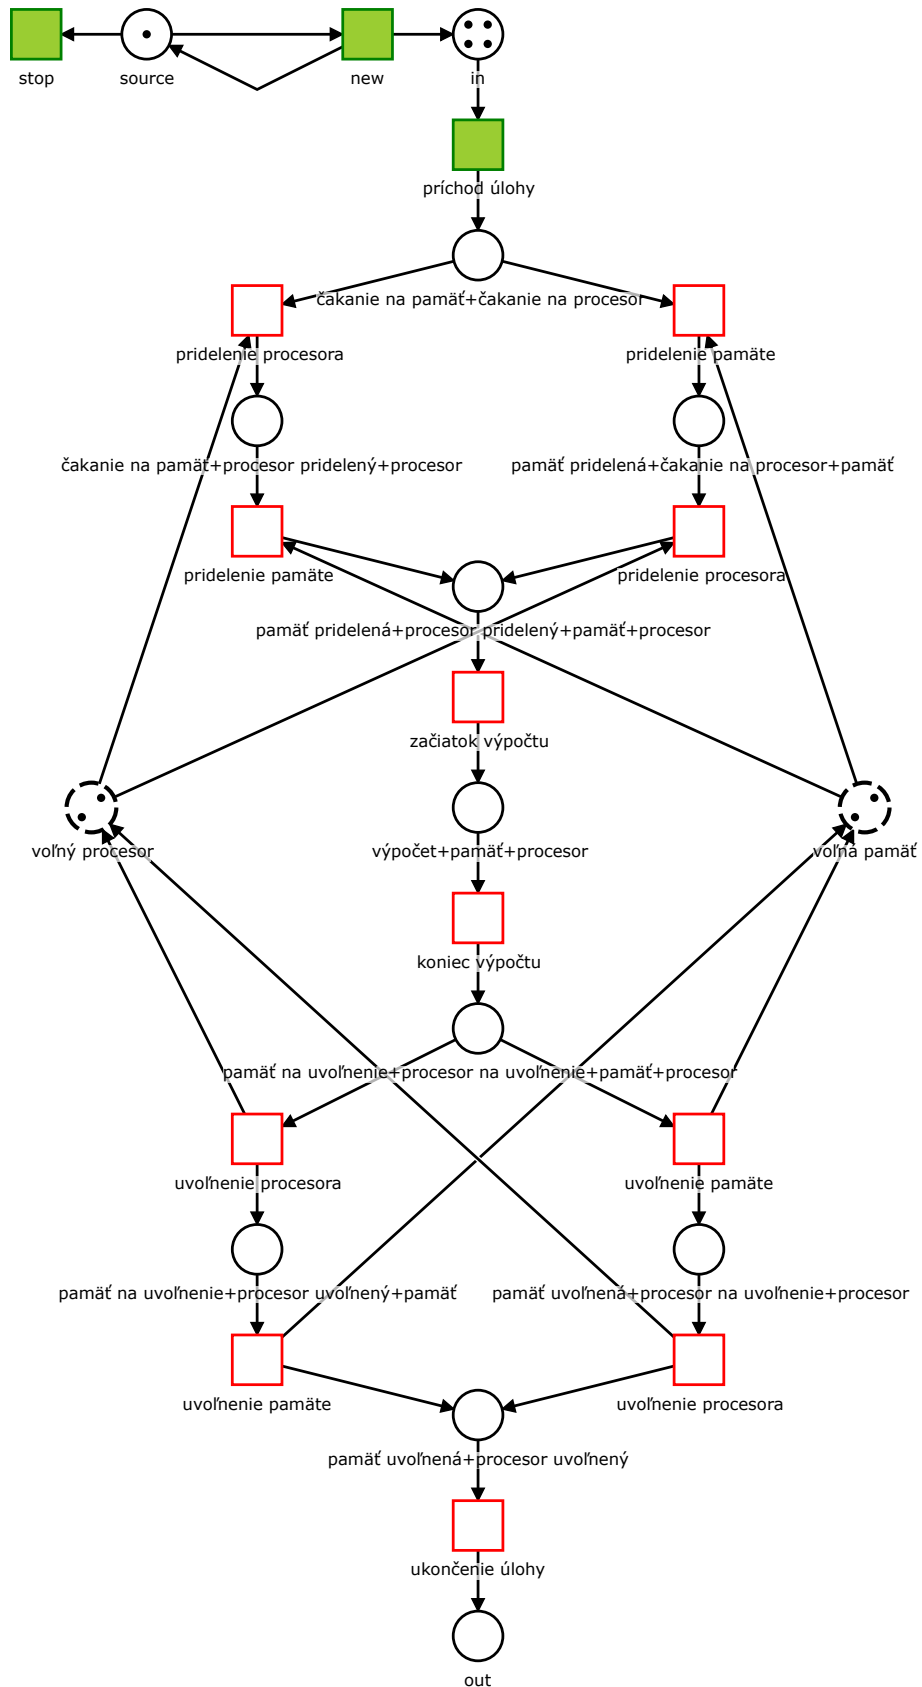 stop
source
new
in
príchod úlohy
čakanie na pamäť+čakanie na procesor
pridelenie procesora
pridelenie pamäte
čakanie na pamäť+procesor pridelený+procesor
pamäť pridelená+čakanie na procesor+pamäť
pridelenie pamäte
pridelenie procesora
pamäť pridelená+procesor pridelený+pamäť+procesor
začiatok výpočtu
voľný procesor
výpočet+pamäť+procesor
voľná pamäť
koniec výpočtu
pamäť na uvoľnenie+procesor na uvoľnenie+pamäť+procesor
uvoľnenie procesora
uvoľnenie pamäte
pamäť na uvoľnenie+procesor uvoľnený+pamäť
pamäť uvoľnená+procesor na uvoľnenie+procesor
uvoľnenie pamäte
uvoľnenie procesora
pamäť uvoľnená+procesor uvoľnený
ukončenie úlohy
out